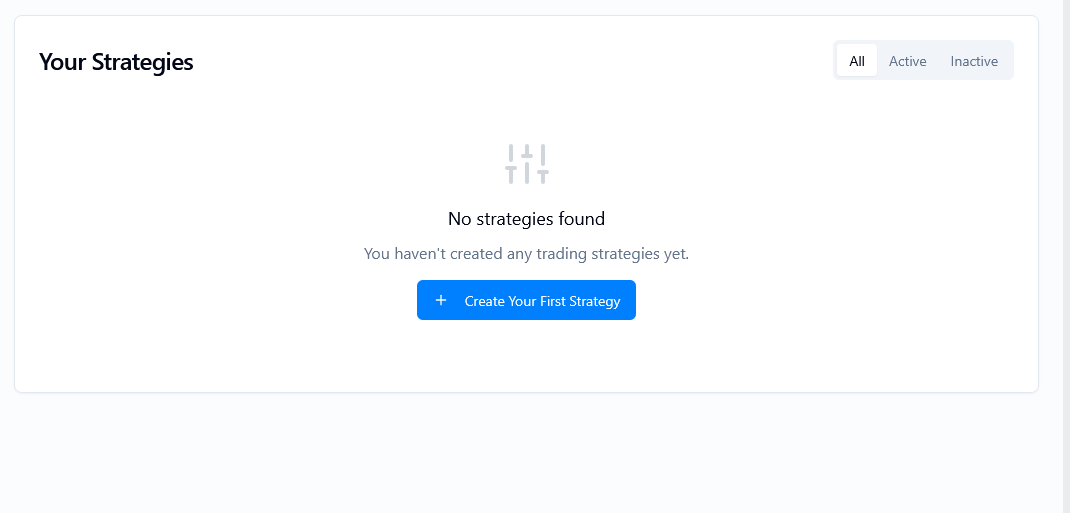 Your Strategies
All Active Inactive
No strategies found
You haven't created any trading strategies yet.
+ Create Your First Strategy